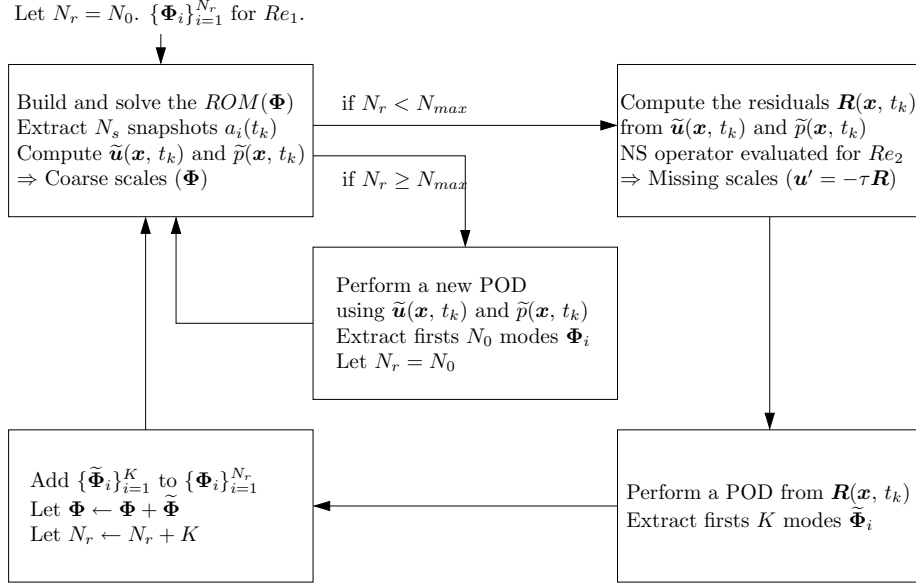 Let $N_r = N_0$. $\{\boldsymbol{\Phi}_i\}_{i=1}^{N_r}$ for $Re_1$.
Build and solve the $ROM(\boldsymbol{\Phi})$
Extract $N_s$ snapshots $a_i(t_k)$
Compute $\widetilde{\boldsymbol{u}}(\boldsymbol{x}, t_k)$ and $\widetilde{p}(\boldsymbol{x}, t_k)$
⇒ Coarse scales ($\boldsymbol{\Phi}$)
if $N_r < N_{max}$
if $N_r \geq N_{max}$
Compute the residuals $\boldsymbol{R}(\boldsymbol{x}, t_k)$
from $\widetilde{\boldsymbol{u}}(\boldsymbol{x}, t_k)$ and $\widetilde{p}(\boldsymbol{x}, t_k)$
NS operator evaluated for $Re_2$
⇒ Missing scales ($\boldsymbol{u}' = -\tau\boldsymbol{R}$)
Perform a new POD
using $\widetilde{\boldsymbol{u}}(\boldsymbol{x}, t_k)$ and $\widetilde{p}(\boldsymbol{x}, t_k)$
Extract firsts $N_0$ modes $\boldsymbol{\Phi}_i$
Let $N_r = N_0$
Add $\{\widetilde{\boldsymbol{\Phi}}_i\}_{i=1}^{K}$ to $\{\boldsymbol{\Phi}_i\}_{i=1}^{N_r}$
Let $\boldsymbol{\Phi} \leftarrow \boldsymbol{\Phi} + \widetilde{\boldsymbol{\Phi}}$
Let $N_r \leftarrow N_r + K$
Perform a POD from $\boldsymbol{R}(\boldsymbol{x}, t_k)$
Extract firsts $K$ modes $\widetilde{\boldsymbol{\Phi}}_i$